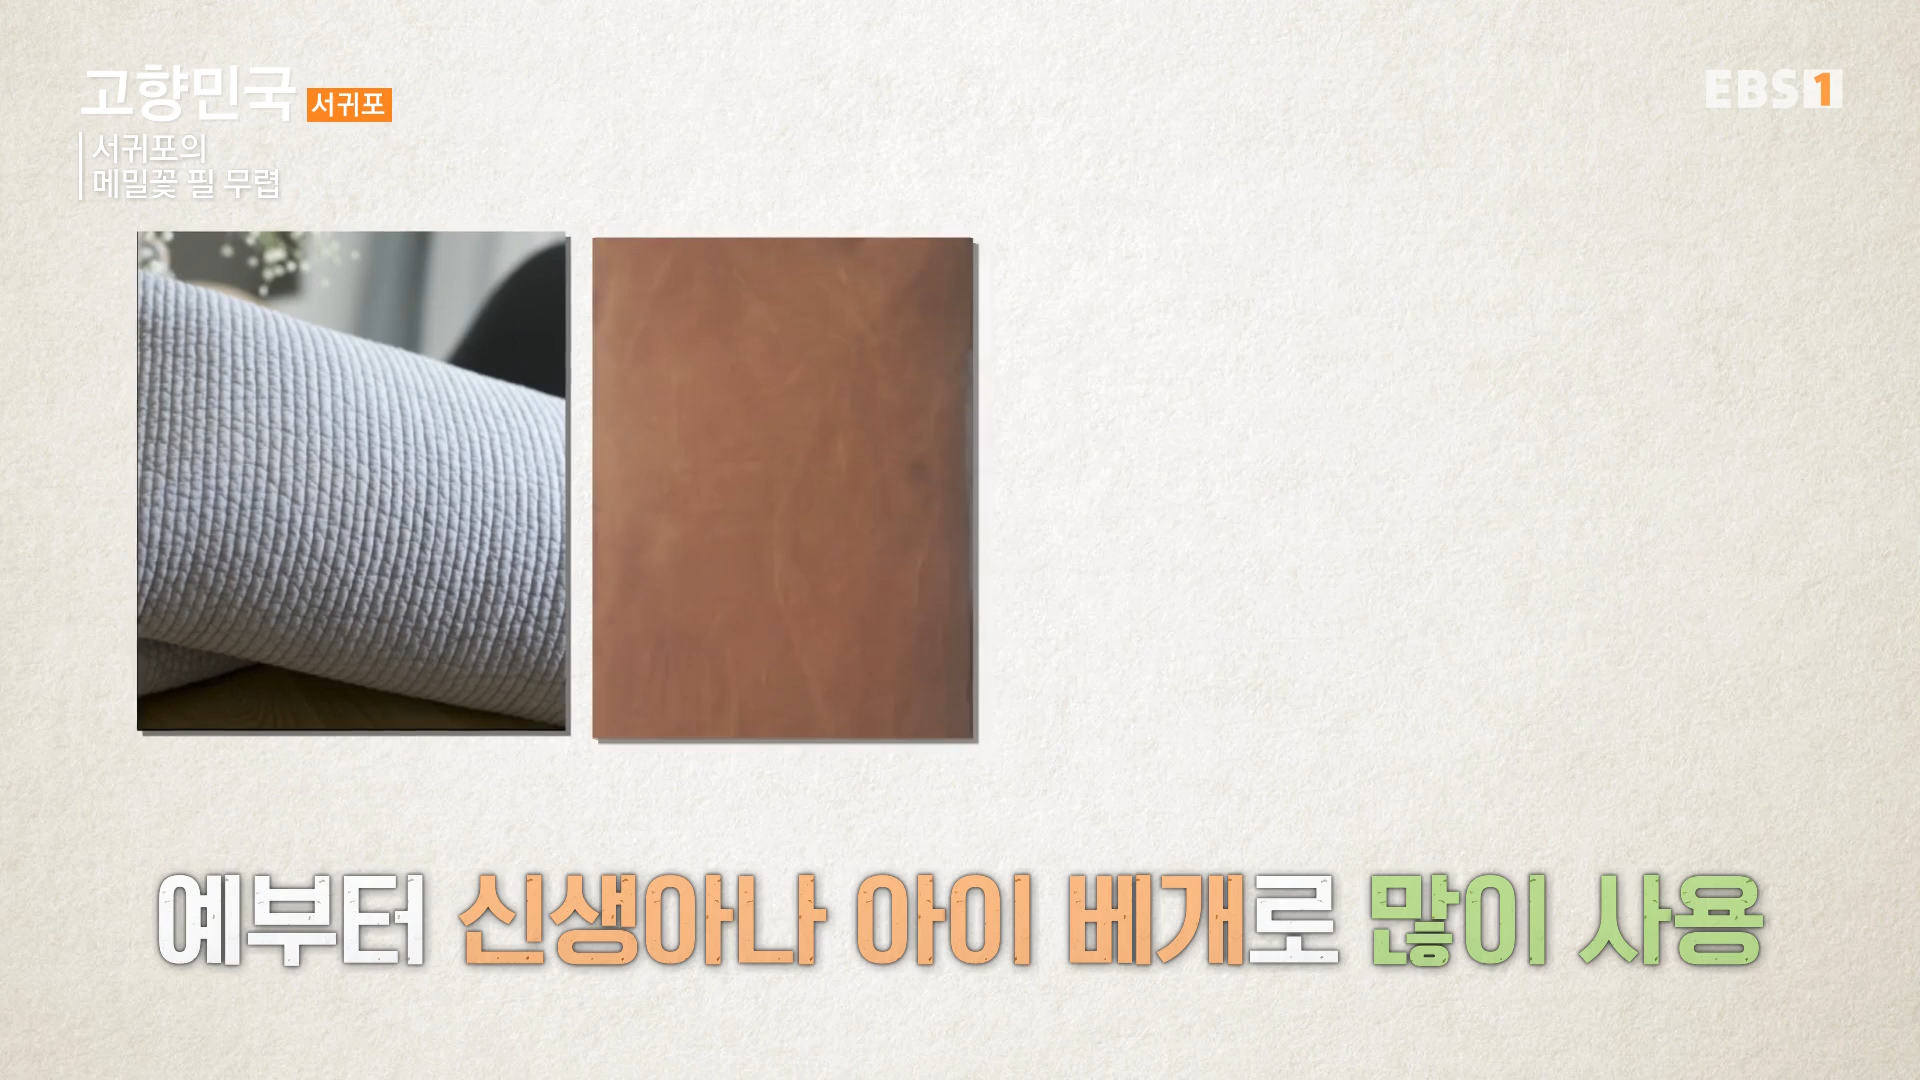 고향민국 서귀포
서귀포의
메밀꽃 필 무렵
EBS1
예부터 신생아나 아이 베개로 많이 사용